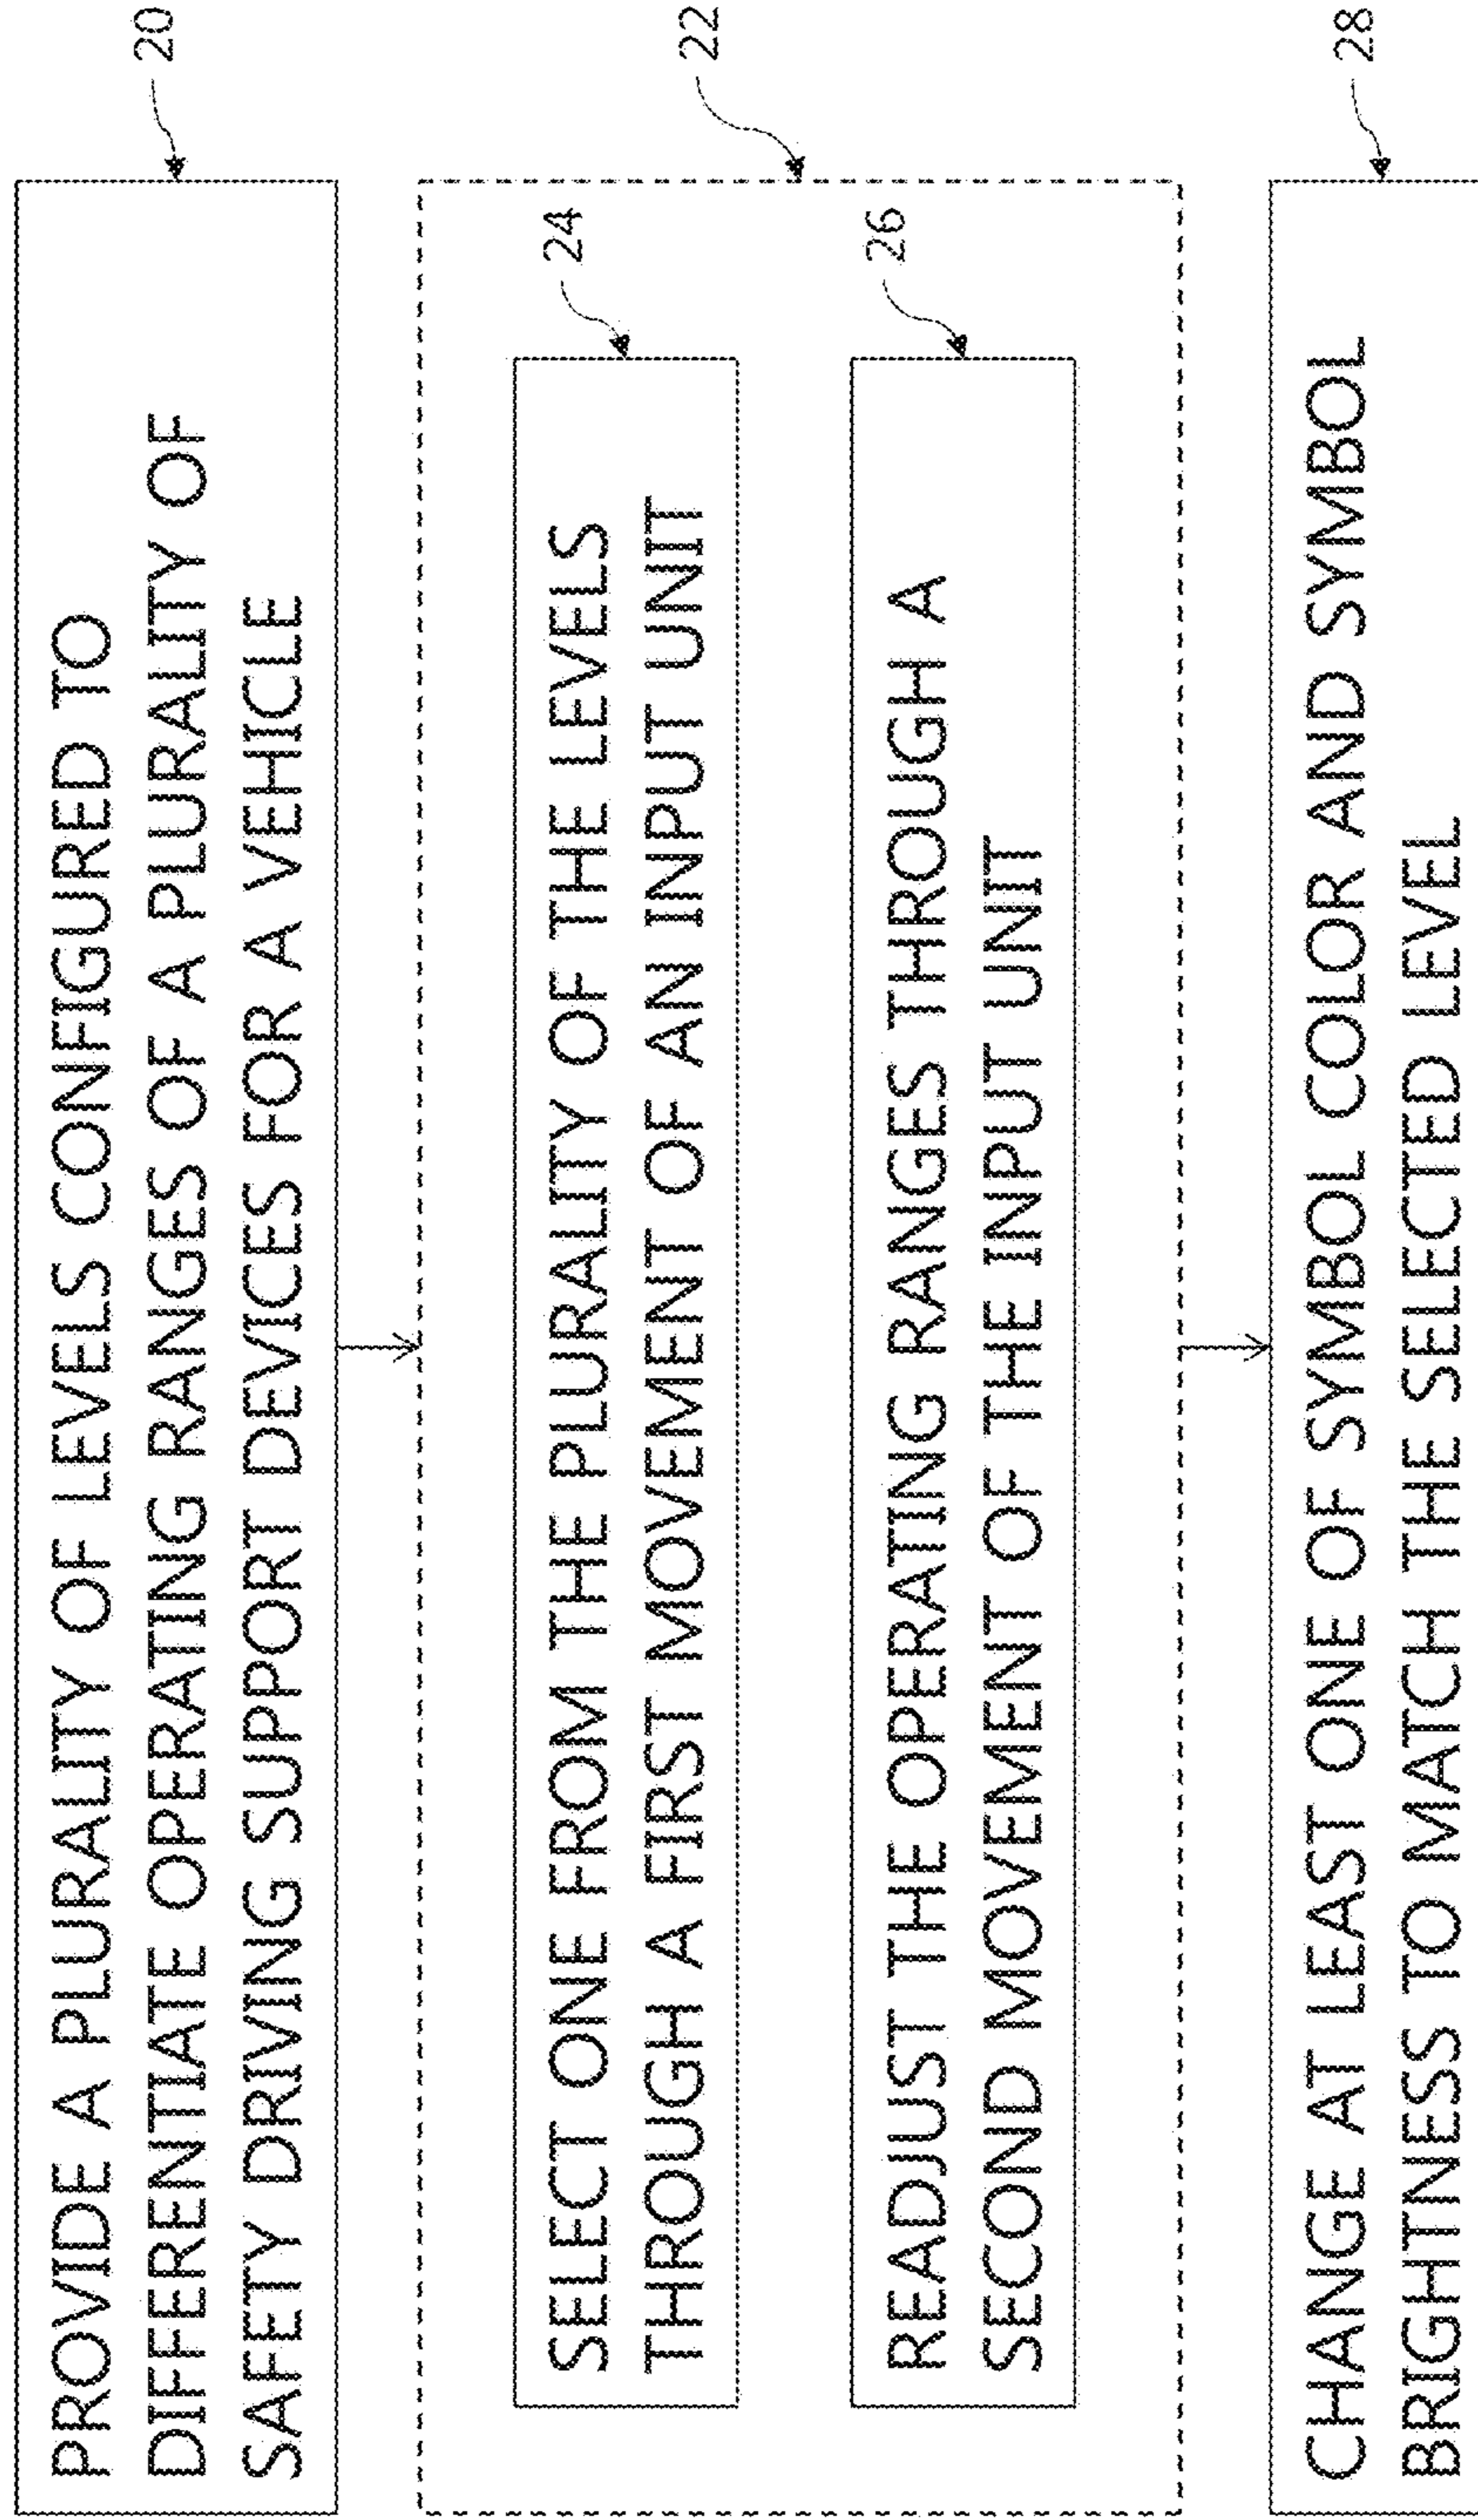 PROVIDE A PLURALITY OF LEVELS CONFIGURED TO
DIFFERENTIATE OPERATING RANGES OF A PLURALITY OF
SAFETY DRIVING SUPPORT DEVICES FOR A VEHICLE
20
22
SELECT ONE FROM THE PLURALITY OF THE LEVELS
THROUGH A FIRST MOVEMENT OF AN INPUT UNIT
24
READJUST THE OPERATING RANGES THROUGH A
SECOND MOVEMENT OF THE INPUT UNIT
26
CHANGE AT LEAST ONE OF SYMBOL COLOR AND SYMBOL
BRIGHTNESS TO MATCH THE SELECTED LEVEL
28